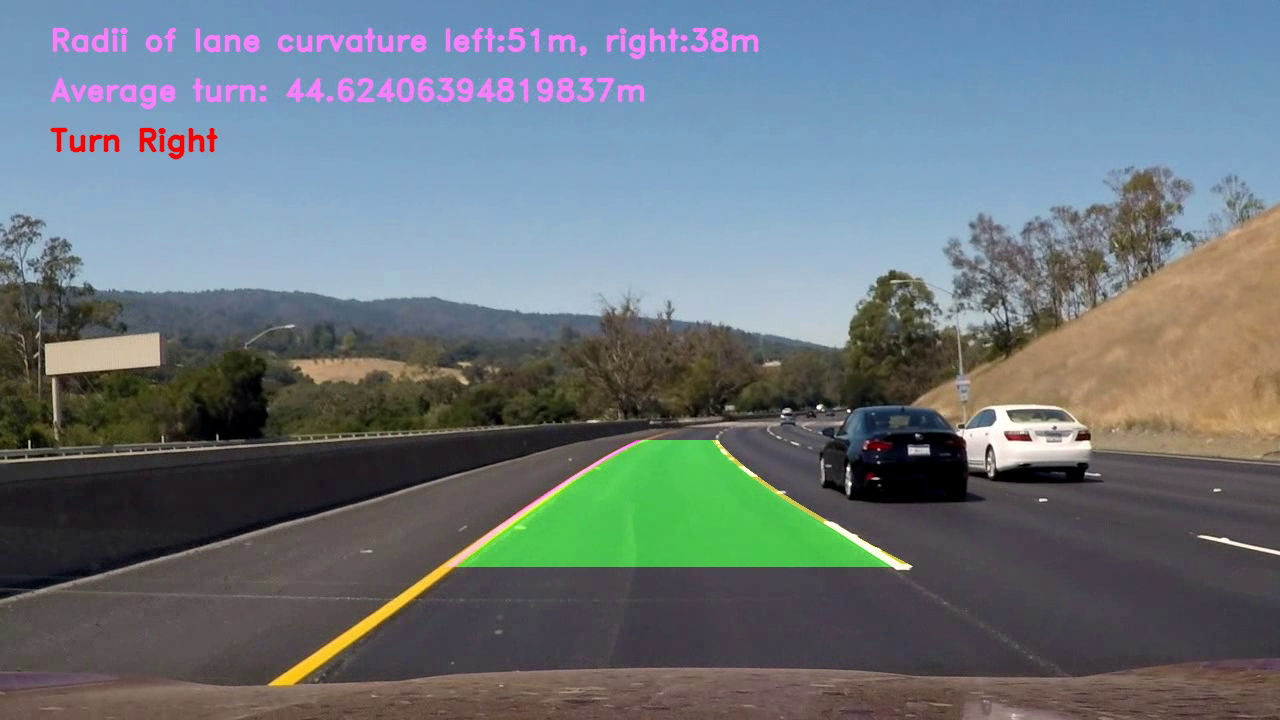 Radii of lane curvature left:51m, right:38m
Average turn: 44.62406394819837m
Turn Right